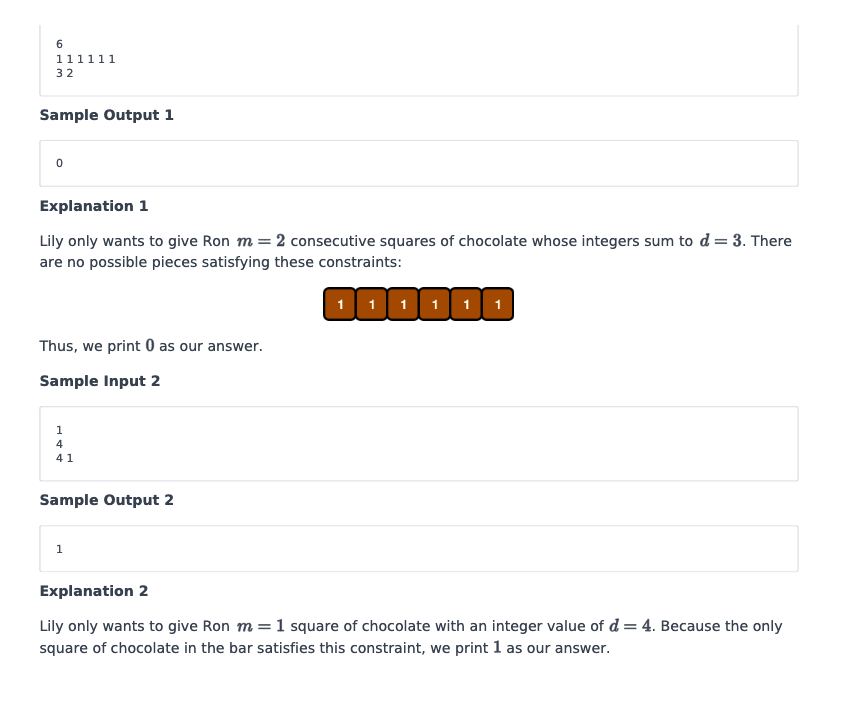 6
1 1 1 1 1 1
3 2
Sample Output 1
0
Explanation 1
Lily only wants to give Ron m = 2 consecutive squares of chocolate whose integers sum to d = 3. There
are no possible pieces satisfying these constraints:
1 1 1 1 1 1
Thus, we print 0 as our answer.
Sample Input 2
1
4
4 1
Sample Output 2
1
Explanation 2
Lily only wants to give Ron m = 1 square of chocolate with an integer value of d = 4. Because the only
square of chocolate in the bar satisfies this constraint, we print 1 as our answer.